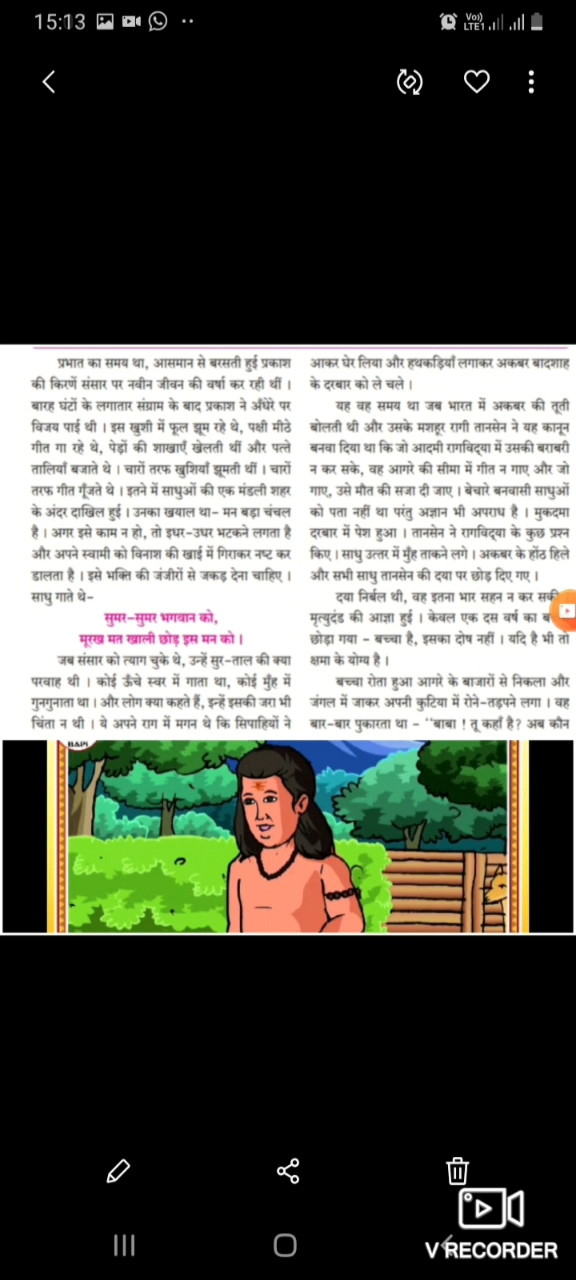 15:13
Vo))
LTE1
प्रभात का समय था, आसमान से बरसती हुई प्रकाश
की किरणें संसार पर नवीन जीवन की वर्षा कर रही थीं ।
बारह घंटों के लगातार संग्राम के बाद प्रकाश ने अँधेरे पर
विजय पाई थी । इस खुशी में फूल झूम रहे थे, पक्षी मीठे
गीत गा रहे थे, पेड़ों की शाखाएँ खेलती थीं और पत्ते
तालियाँ बजाते थे । चारों तरफ खुशियाँ झूमती थीं । चारों
तरफ गीत गूँजते थे । इतने में साधुओं की एक मंडली शहर
के अंदर दाखिल हुई । उनका खयाल था- मन बड़ा चंचल
है । अगर इसे काम न हो, तो इधर-उधर भटकने लगता है
और अपने स्वामी को विनाश की खाई में गिराकर नष्ट कर
डालता है । इसे भक्ति की जंजीरों से जकड़ देना चाहिए ।
साधु गाते थे-
सुमर-सुमर भगवान को,
मूरख मत खाली छोड़ इस मन को ।
जब संसार को त्याग चुके थे, उन्हें सुर-ताल की क्या
परवाह थी । कोई ऊँचे स्वर में गाता था, कोई मुँह में
गुनगुनाता था । और लोग क्या कहते हैं, इन्हें इसकी जरा भी
चिंता न थी । ये अपने राग में मगन थे कि सिपाहियों ने
आकर घेर लिया और हथकड़ियाँ लगाकर अकबर बादशाह
के दरबार को ले चले ।
यह वह समय था जब भारत में अकबर की तूती
बोलती थी और उसके मशहूर रागी तानसेन ने यह कानून
बनवा दिया था कि जो आदमी रागविद्या में उसकी बराबरी
न कर सके, वह आगरे की सीमा में गीत न गाए और जो
गाए, उसे मौत की सजा दी जाए । बेचारे बनवासी साधुओं
को पता नहीं था परंतु अज्ञान भी अपराध है । मुकदमा
दरबार में पेश हुआ । तानसेन ने रागविद्या के कुछ प्रश्न
किए । साधु उत्तर में मुँह ताकने लगे । अकबर के होंठ हिले
और सभी साधु तानसेन की दया पर छोड़ दिए गए ।
दया निर्बल थी, वह इतना भार सहन न कर सकी
मृत्युदंड की आज्ञा हुई । केवल एक दस वर्ष का ब
छोड़ा गया - बच्चा है, इसका दोष नहीं । यदि है भी तो
क्षमा के योग्य है ।
बच्चा रोता हुआ आगरे के बाजारों से निकला और
जंगल में जाकर अपनी कुटिया में रोने-तड़पने लगा । वह
बार-बार पुकारता था - ''बाबा ! तू कहाँ है? अब कौन
BAPS
V RECORDER